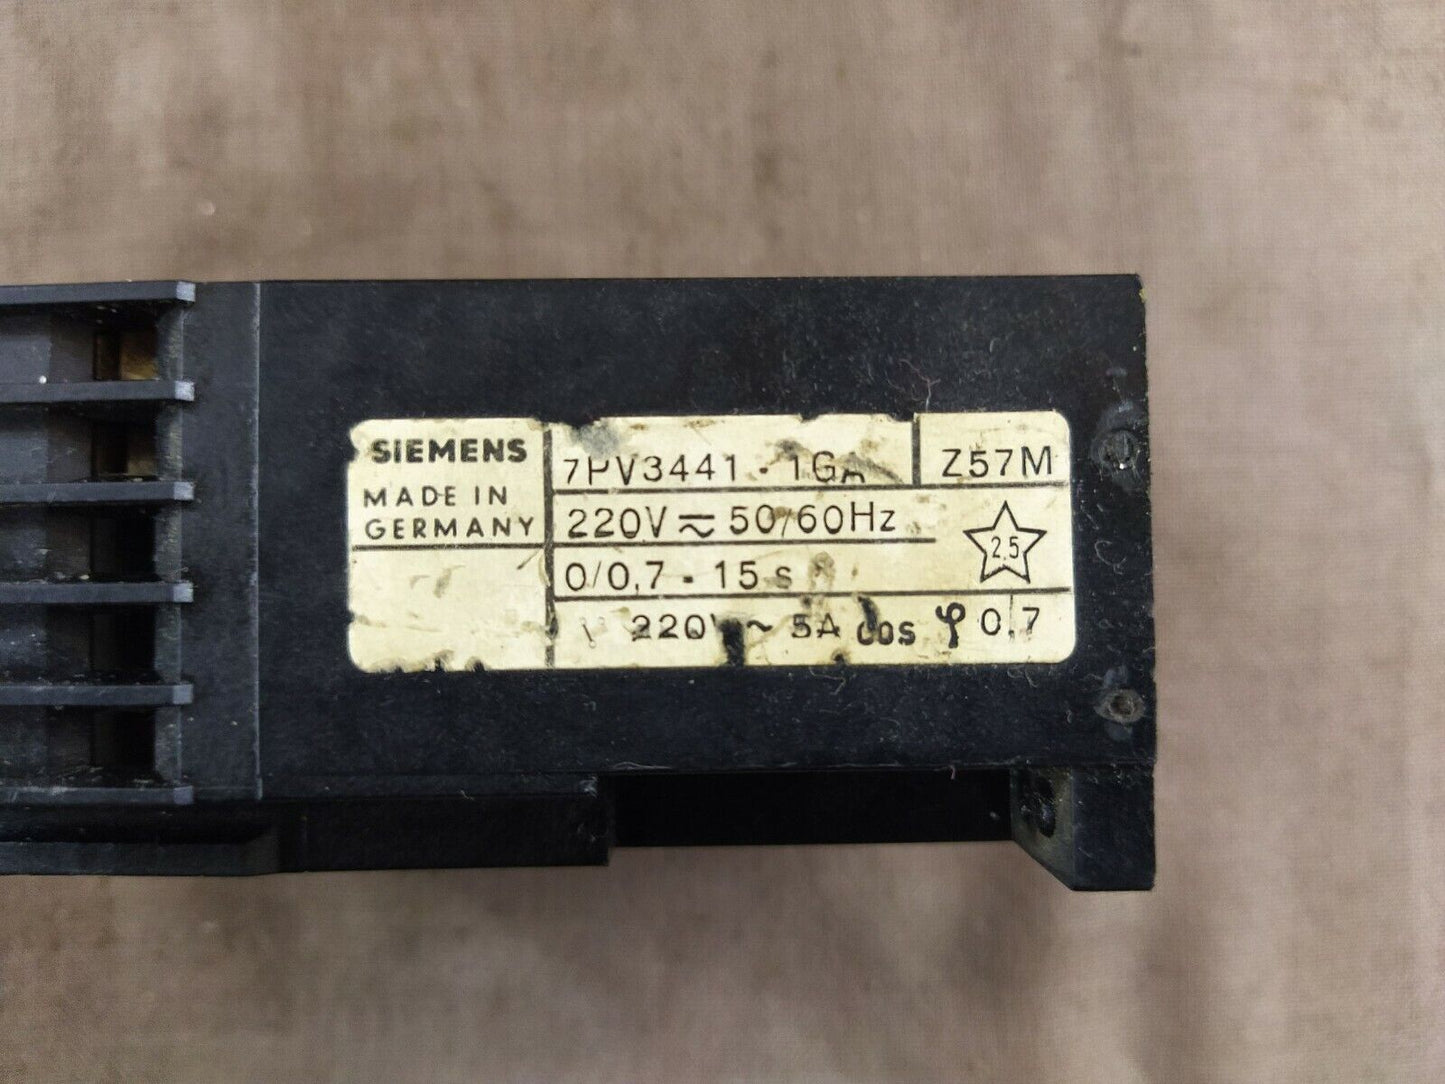 SIEMENS
MADE IN
GERMANY
7PV3441-1GA
Z57M
220V ≂ 50/60Hz
2.5
0/0,7-15s
220V ~ 5A cos φ 0,7